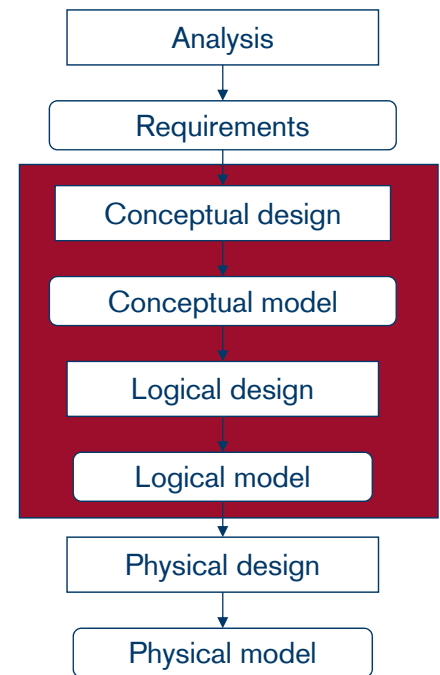 Analysis
Requirements
Conceptual design
Conceptual model
Logical design
Logical model
Physical design
Physical model